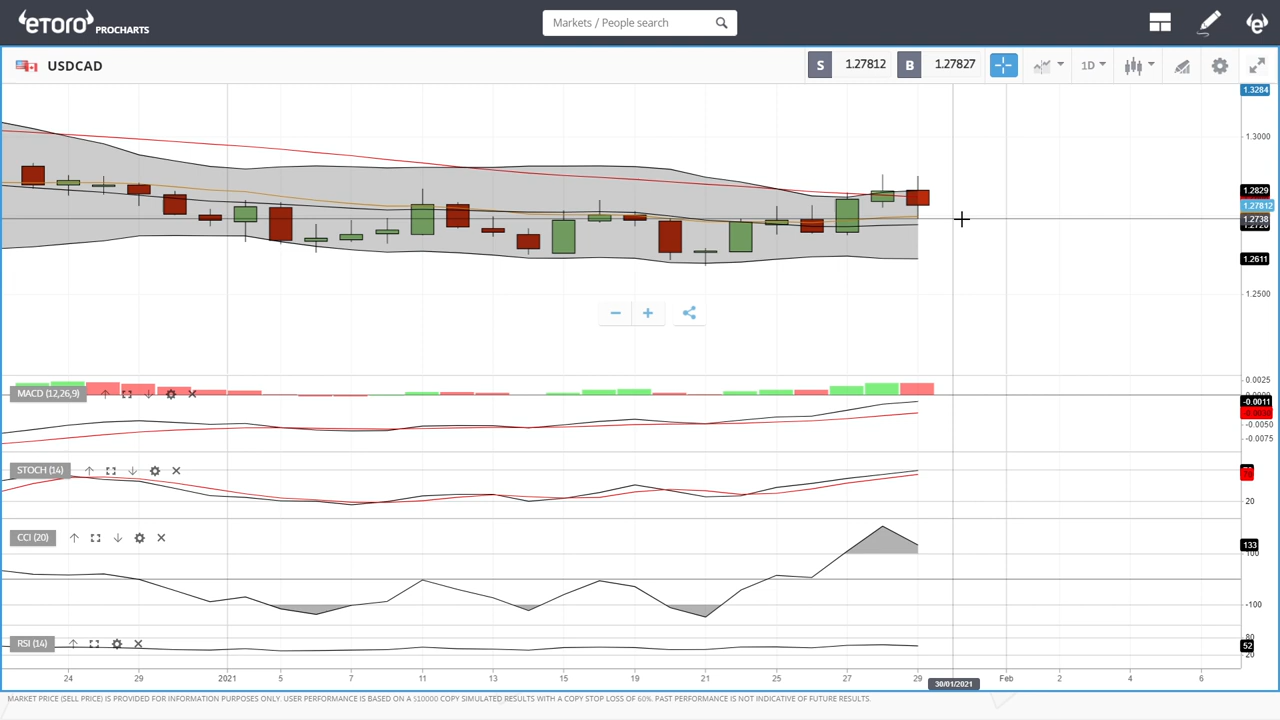 eTORO PROCHARTS
Markets / People search
USDCAD
S 1.27812 B 1.27827
1D
1.3284
1.3000
1.2829
1.27812
1.2738
1.2611
1.2500
MACD (12,26,9)
0.0025
-0.0011
-0.0050
-0.0075
STOCH (14)
20
CCI (20)
133
100
-100
RSI (14)
80
52
20
24 29 2021 5 7 11 13 15 19 21 25 27 29 Feb 2 4 6
30/01/2021
MARKET PRICE (SELL PRICE) IS PROVIDED FOR INFORMATION PURPOSES ONLY. USER PERFORMANCE IS BASED ON A $10000 COPY SIMULATED RESULTS WITH A COPY STOP LOSS OF 60%. PAST PERFORMANCE IS NOT INDICATIVE OF FUTURE RESULTS.